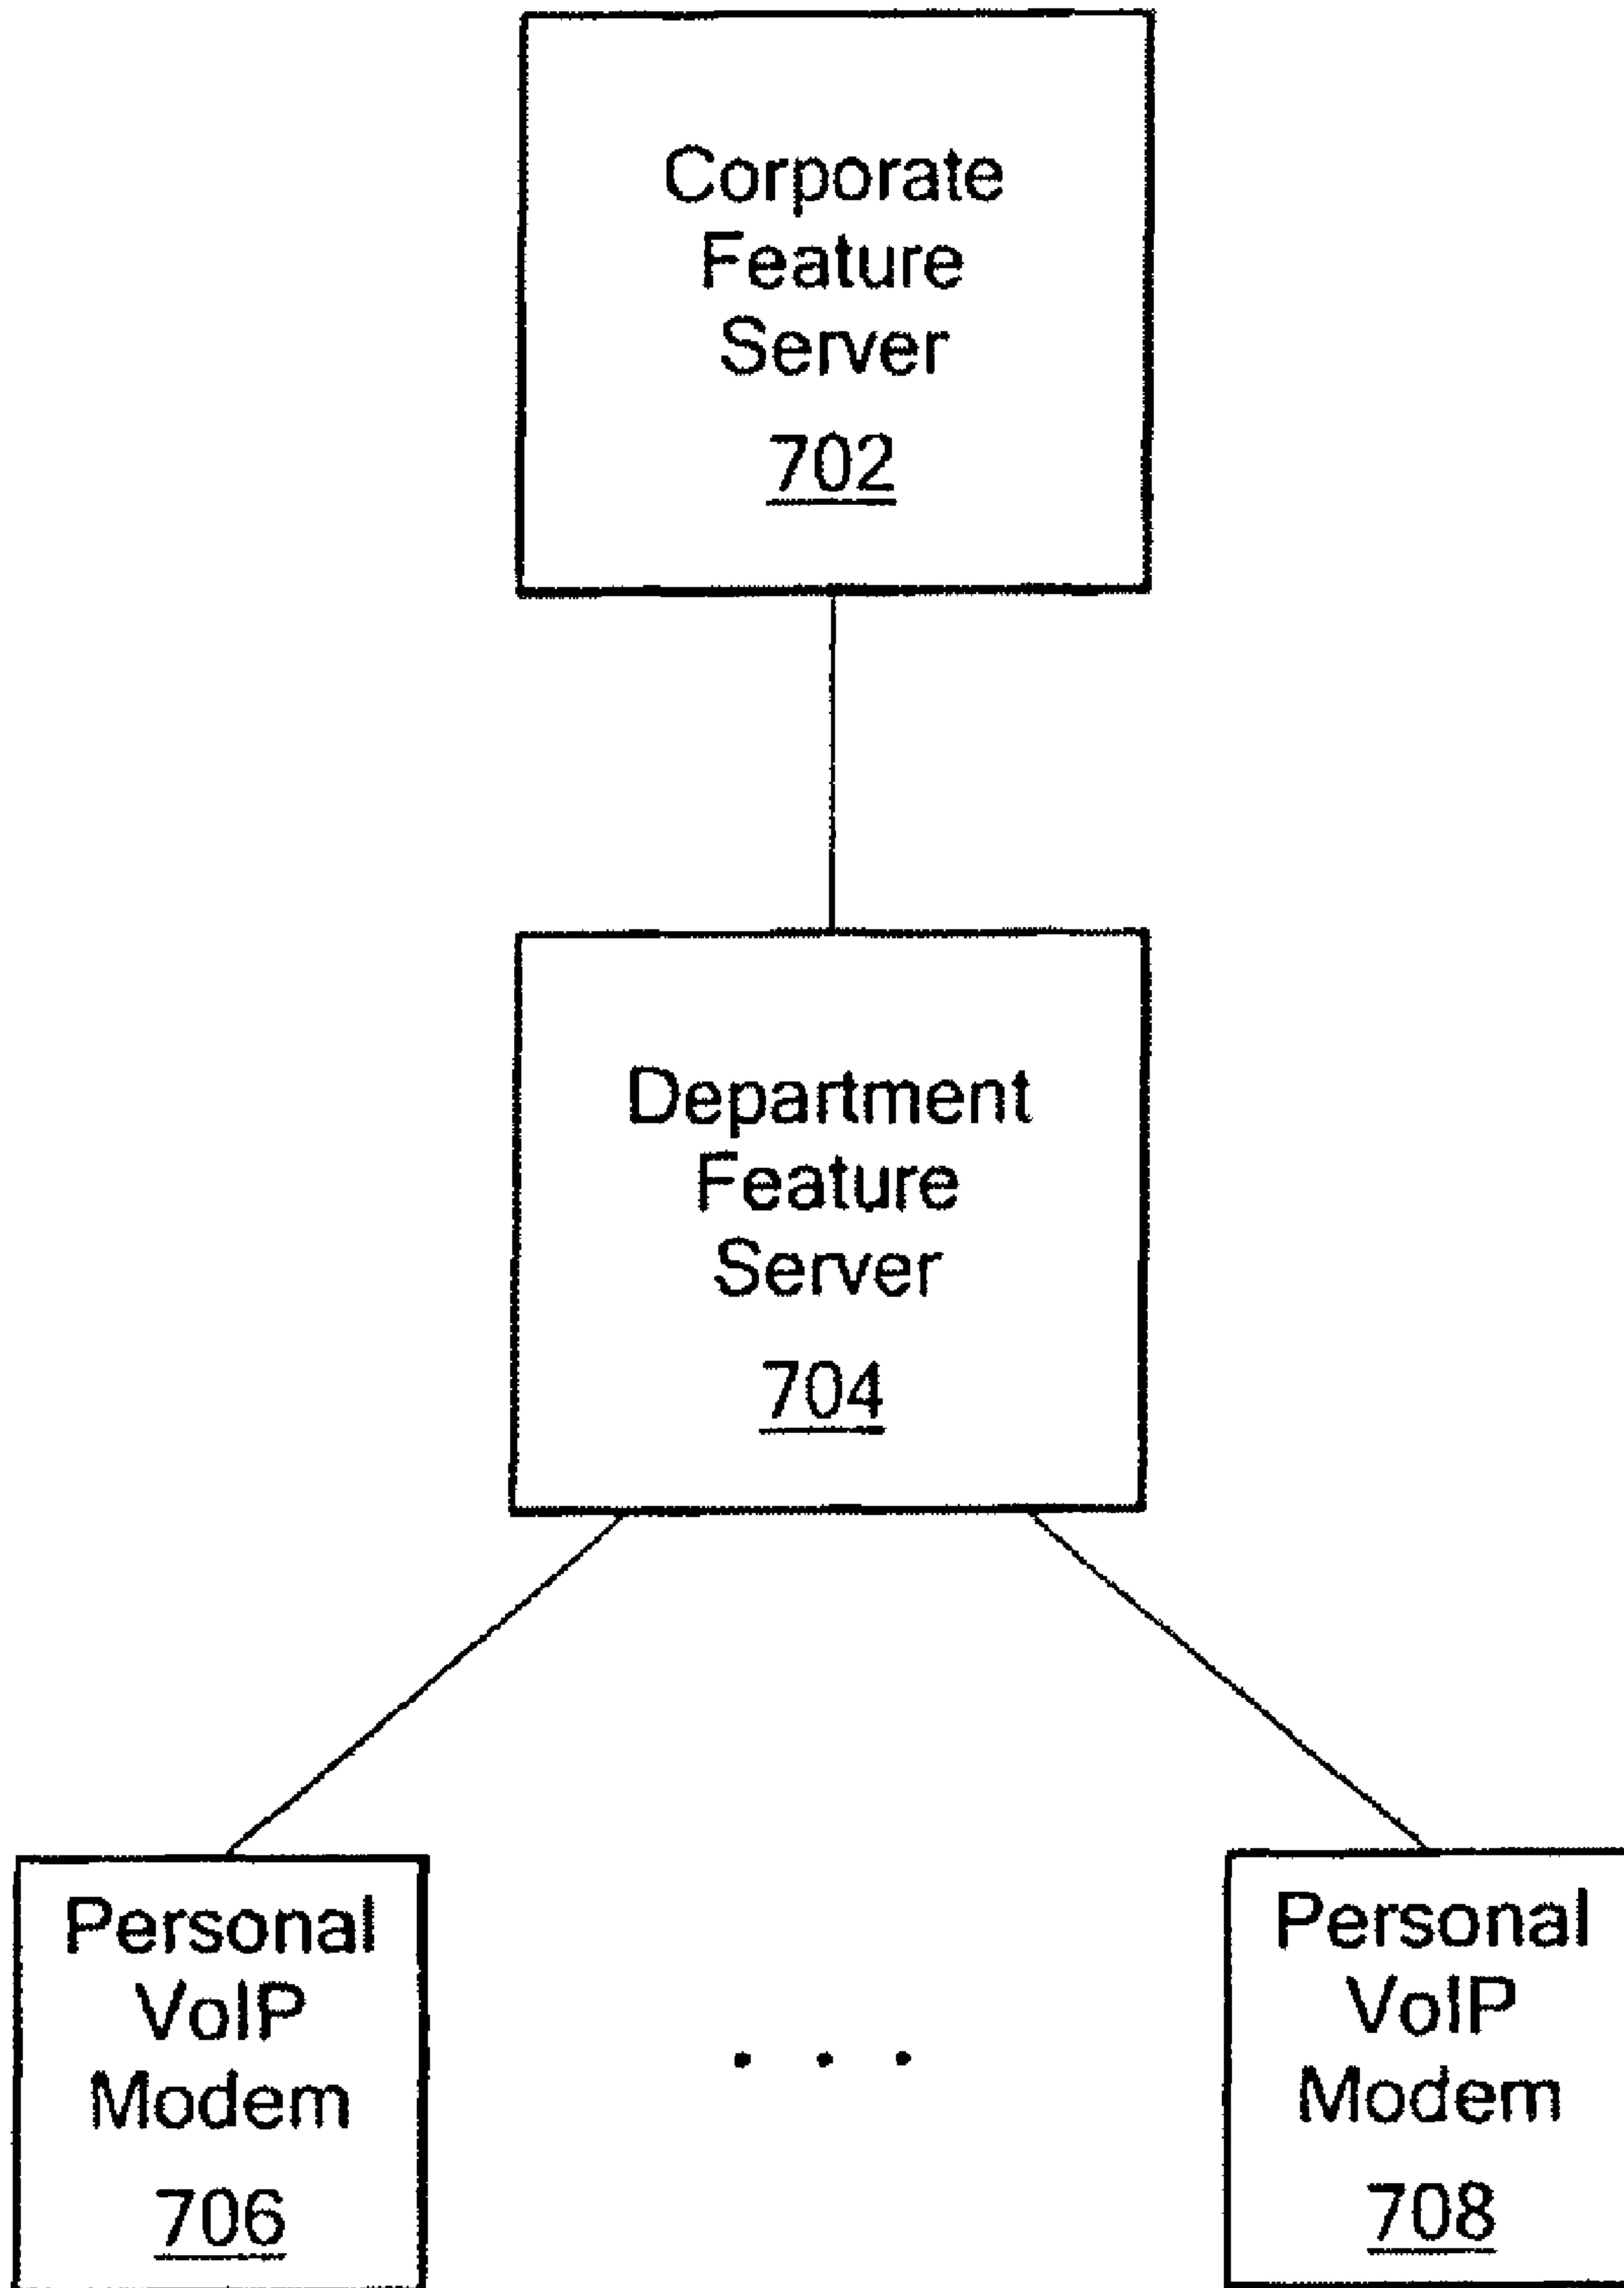 Corporate
Feature
Server
702
Department
Feature
Server
704
Personal
VoIP
Modem
706
. . .
Personal
VoIP
Modem
708